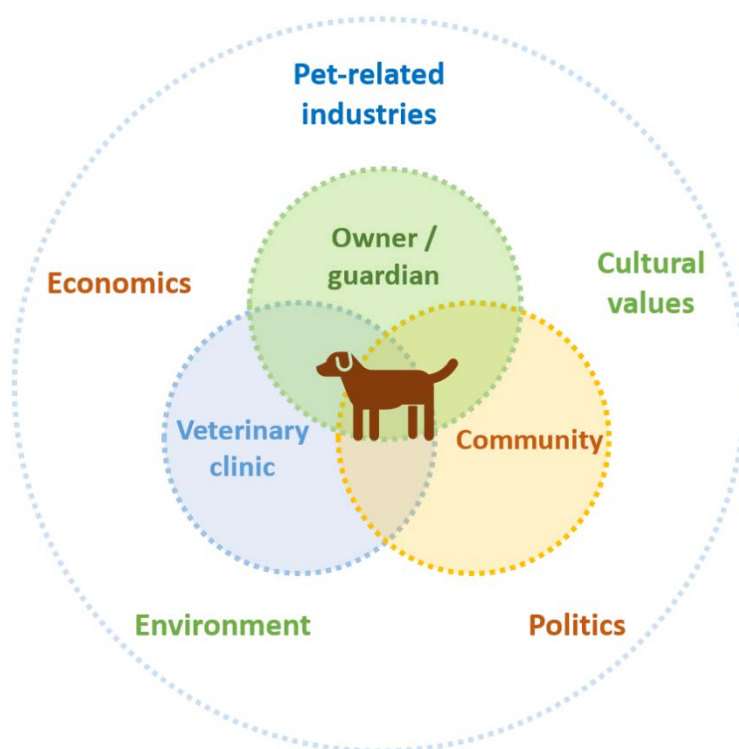 Pet-related
industries
Owner /
guardian
Economics
Cultural
values
Veterinary
clinic
Community
Environment
Politics